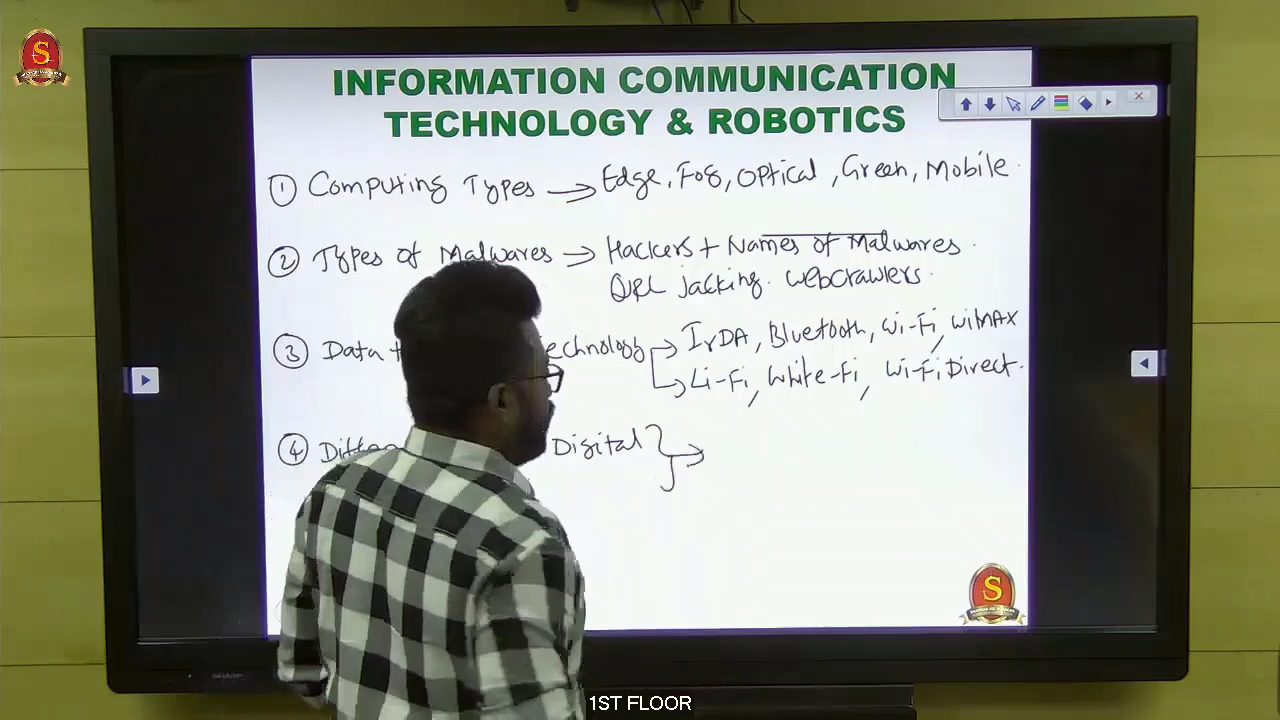 S
INFORMATION COMMUNICATION
TECHNOLOGY & ROBOTICS
① Computing Types → Edge, Fog, Optical, Green, Mobile.
② Types of Malwares → Hackers + Names of Malwares.
jacking. webcrawlers.
③ Data technology → IrDA, Bluetooth, Wi-Fi, WiMAX
→ Li-Fi, White-Fi, Wi-Fi Direct.
④ Digital } →
S
SHARP
1ST FLOOR